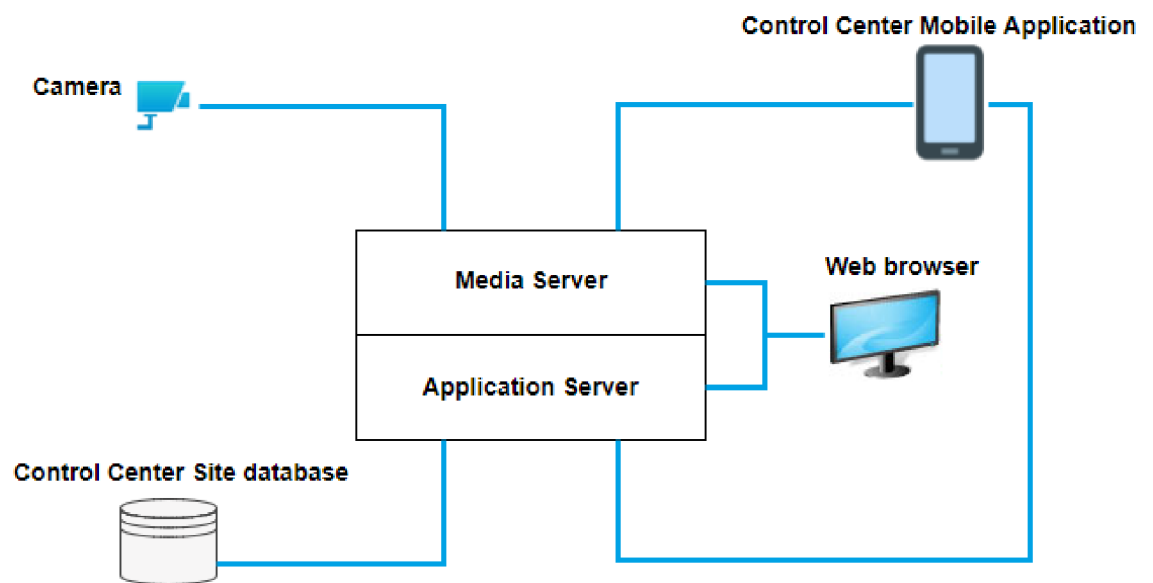 Control Center Mobile Application
Camera
Web browser
Media Server
Application Server
Control Center Site database